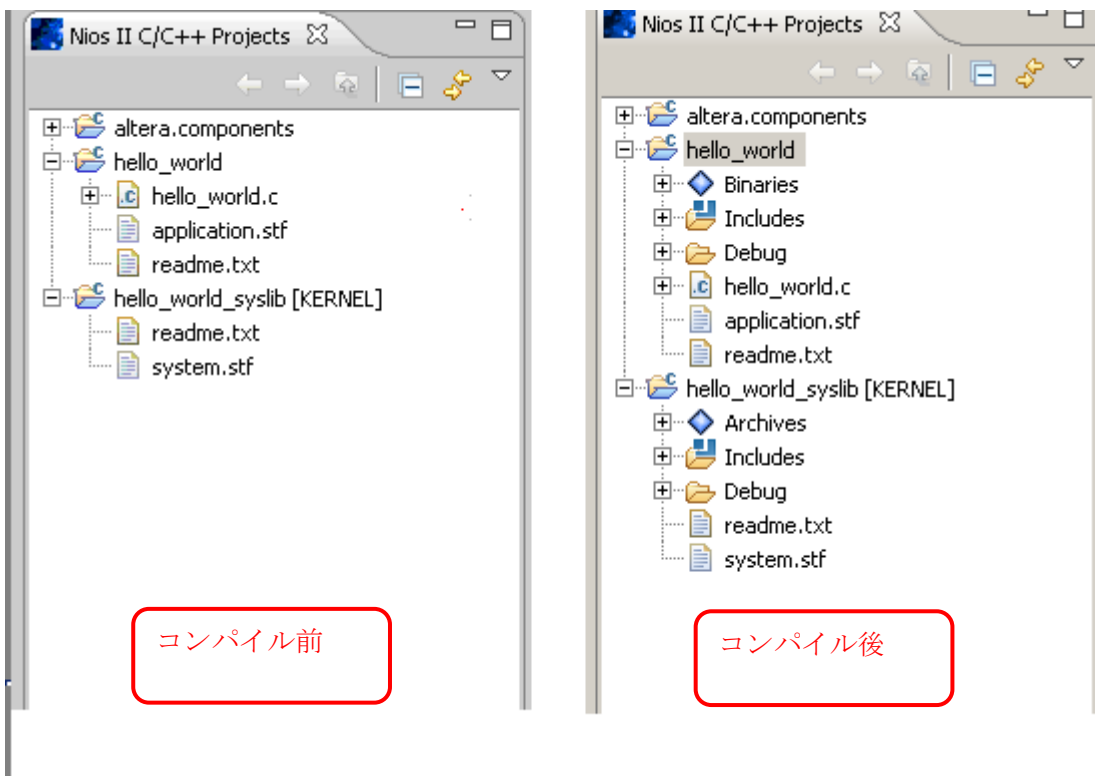 Nios II C/C++ Projects
altera.components
hello_world
hello_world.c
application.stf
readme.txt
hello_world_syslib [KERNEL]
readme.txt
system.stf
コンパイル前
Nios II C/C++ Projects
altera.components
hello_world
Binaries
Includes
Debug
hello_world.c
application.stf
readme.txt
hello_world_syslib [KERNEL]
Archives
Includes
Debug
readme.txt
system.stf
コンパイル後